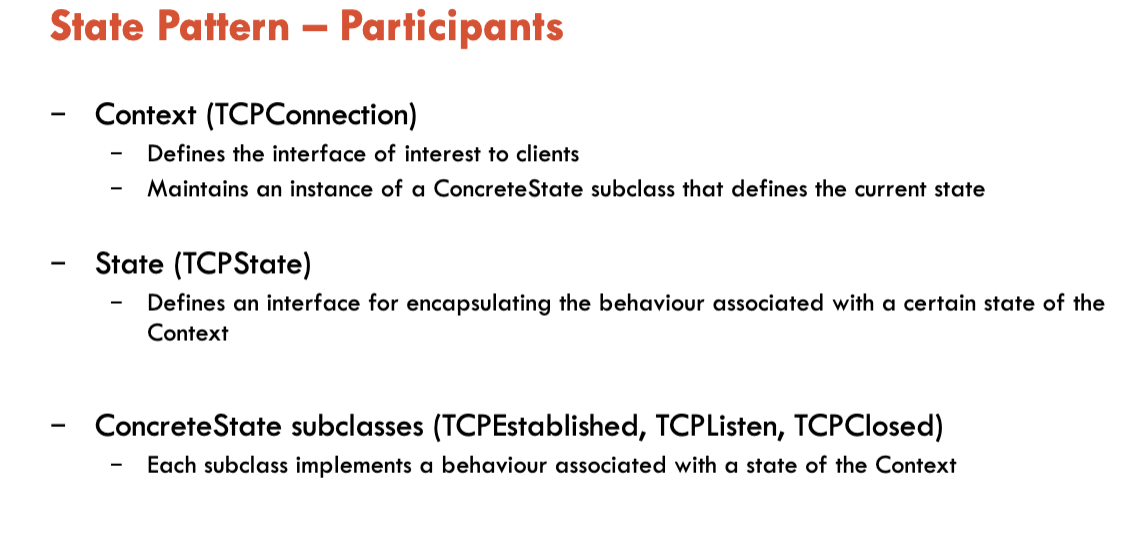 State Pattern – Participants
– Context (TCPConnection)
– Defines the interface of interest to clients
– Maintains an instance of a ConcreteState subclass that defines the current state
– State (TCPState)
– Defines an interface for encapsulating the behaviour associated with a certain state of the
Context
– ConcreteState subclasses (TCPEstablished, TCPListen, TCPClosed)
– Each subclass implements a behaviour associated with a state of the Context